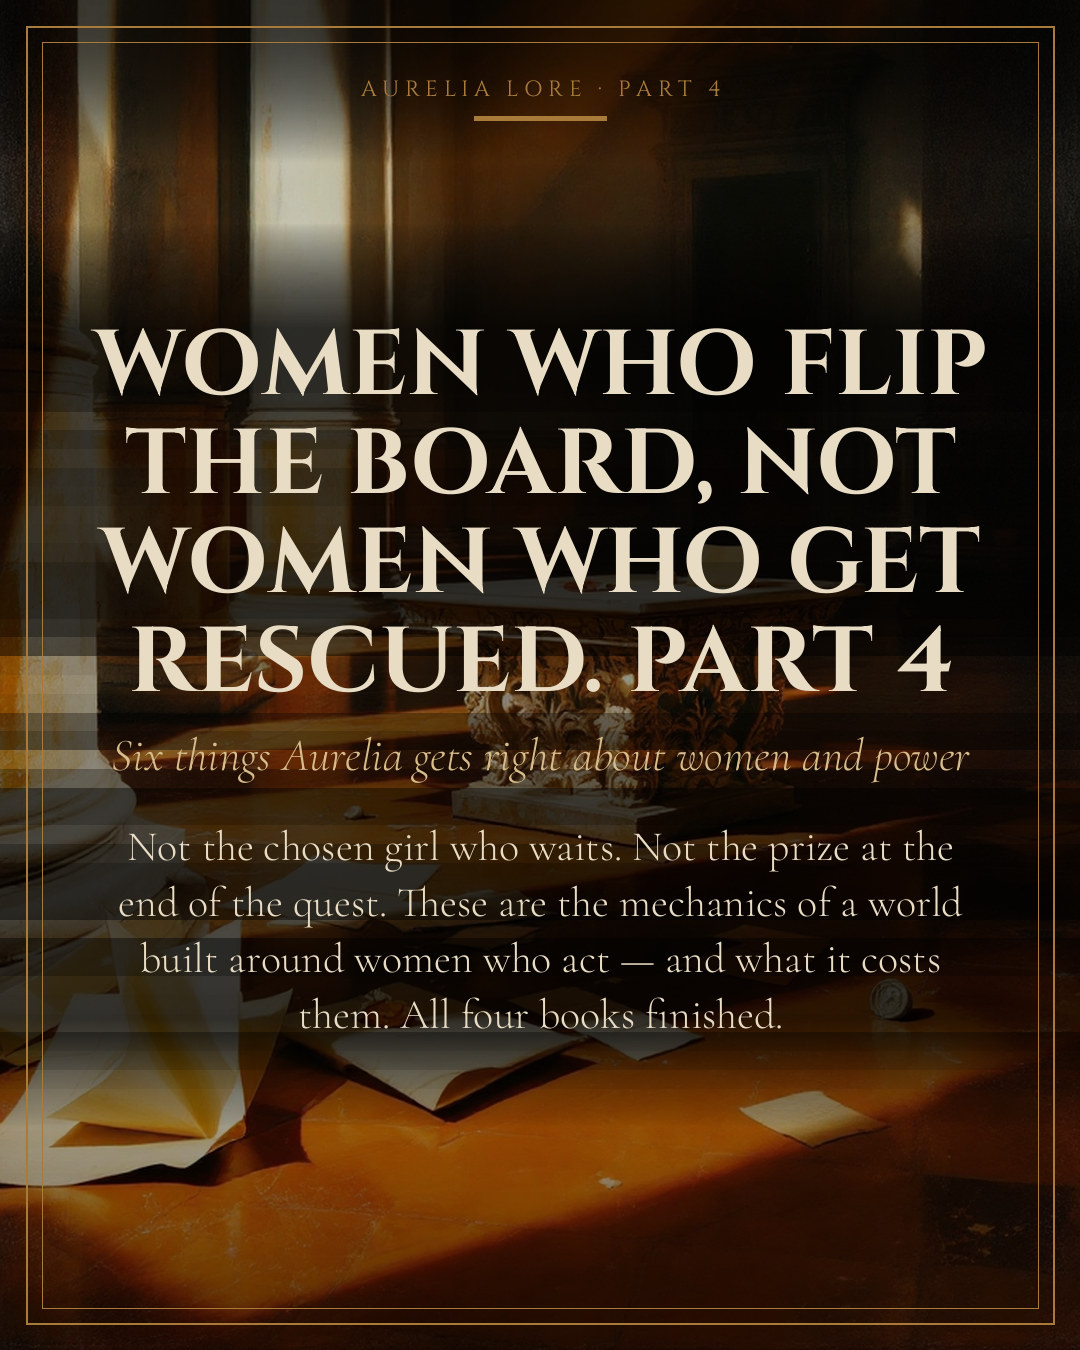 AURELIA LORE · PART 4
WOMEN WHO FLIP
THE BOARD, NOT
WOMEN WHO GET
RESCUED. PART 4
Six things Aurelia gets right about women and power
Not the chosen girl who waits. Not the prize at the
end of the quest. These are the mechanics of a world
built around women who act — and what it costs
them. All four books finished.